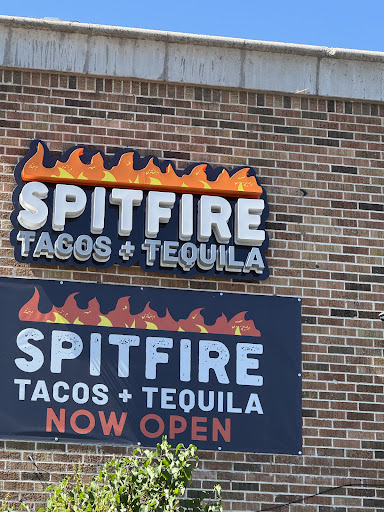 SPITFIRE
TACOS + TEQUILA
SPITFIRE
TACOS + TEQUILA
NOW OPEN